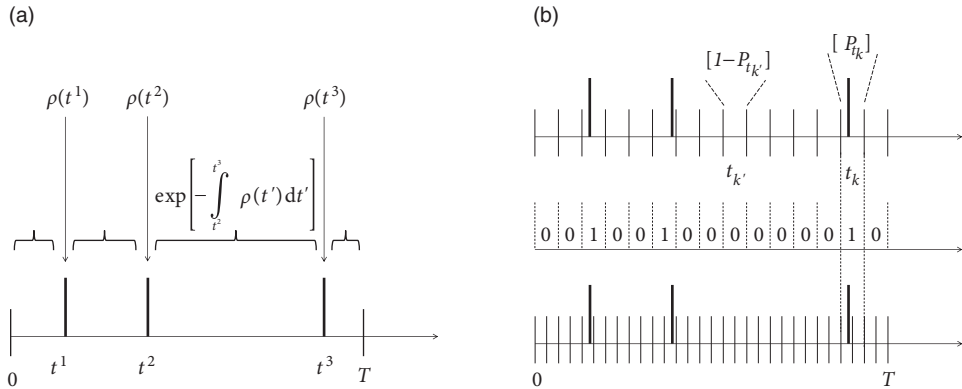 (a)
ρ(t¹) ρ(t²) ρ(t³)
exp[−∫ₜ²^t³ ρ(t′)dt′]
t¹ t² t³ T
0
(b)
[1−P_{t_{k′}}] [P_{t_k}]
t_{k′} t_k
0 0 1 0 0 1 0 0 0 0 0 0 0 1 0
0 T